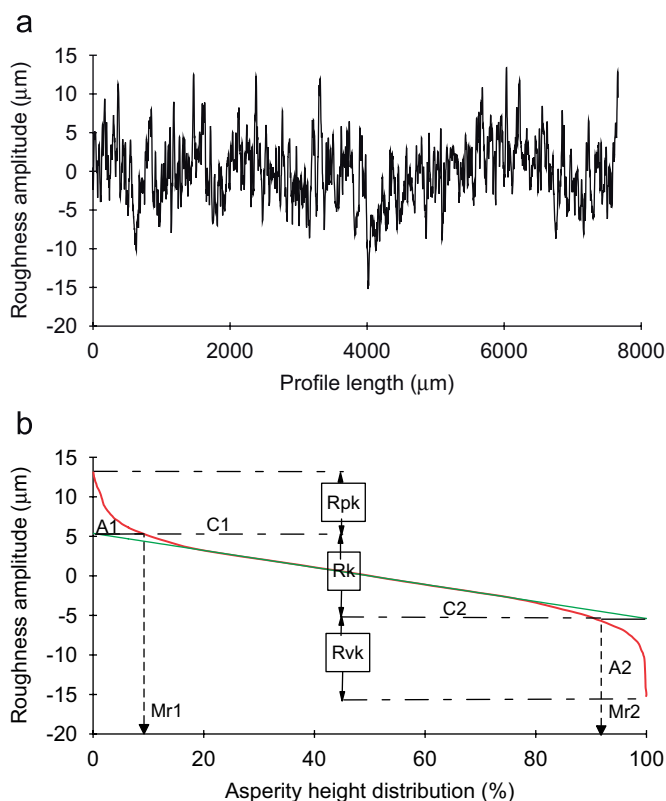 a
15
10
5
0
-5
-10
-15
-20
Roughness amplitude (μm)
0 2000 4000 6000 8000
Profile length (μm)
b
15
10
5
0
-5
-10
-15
-20
Roughness amplitude (μm)
Rpk
A1
C1
Rk
C2
Rvk
A2
Mr1
Mr2
0 20 40 60 80 100
Asperity height distribution (%)